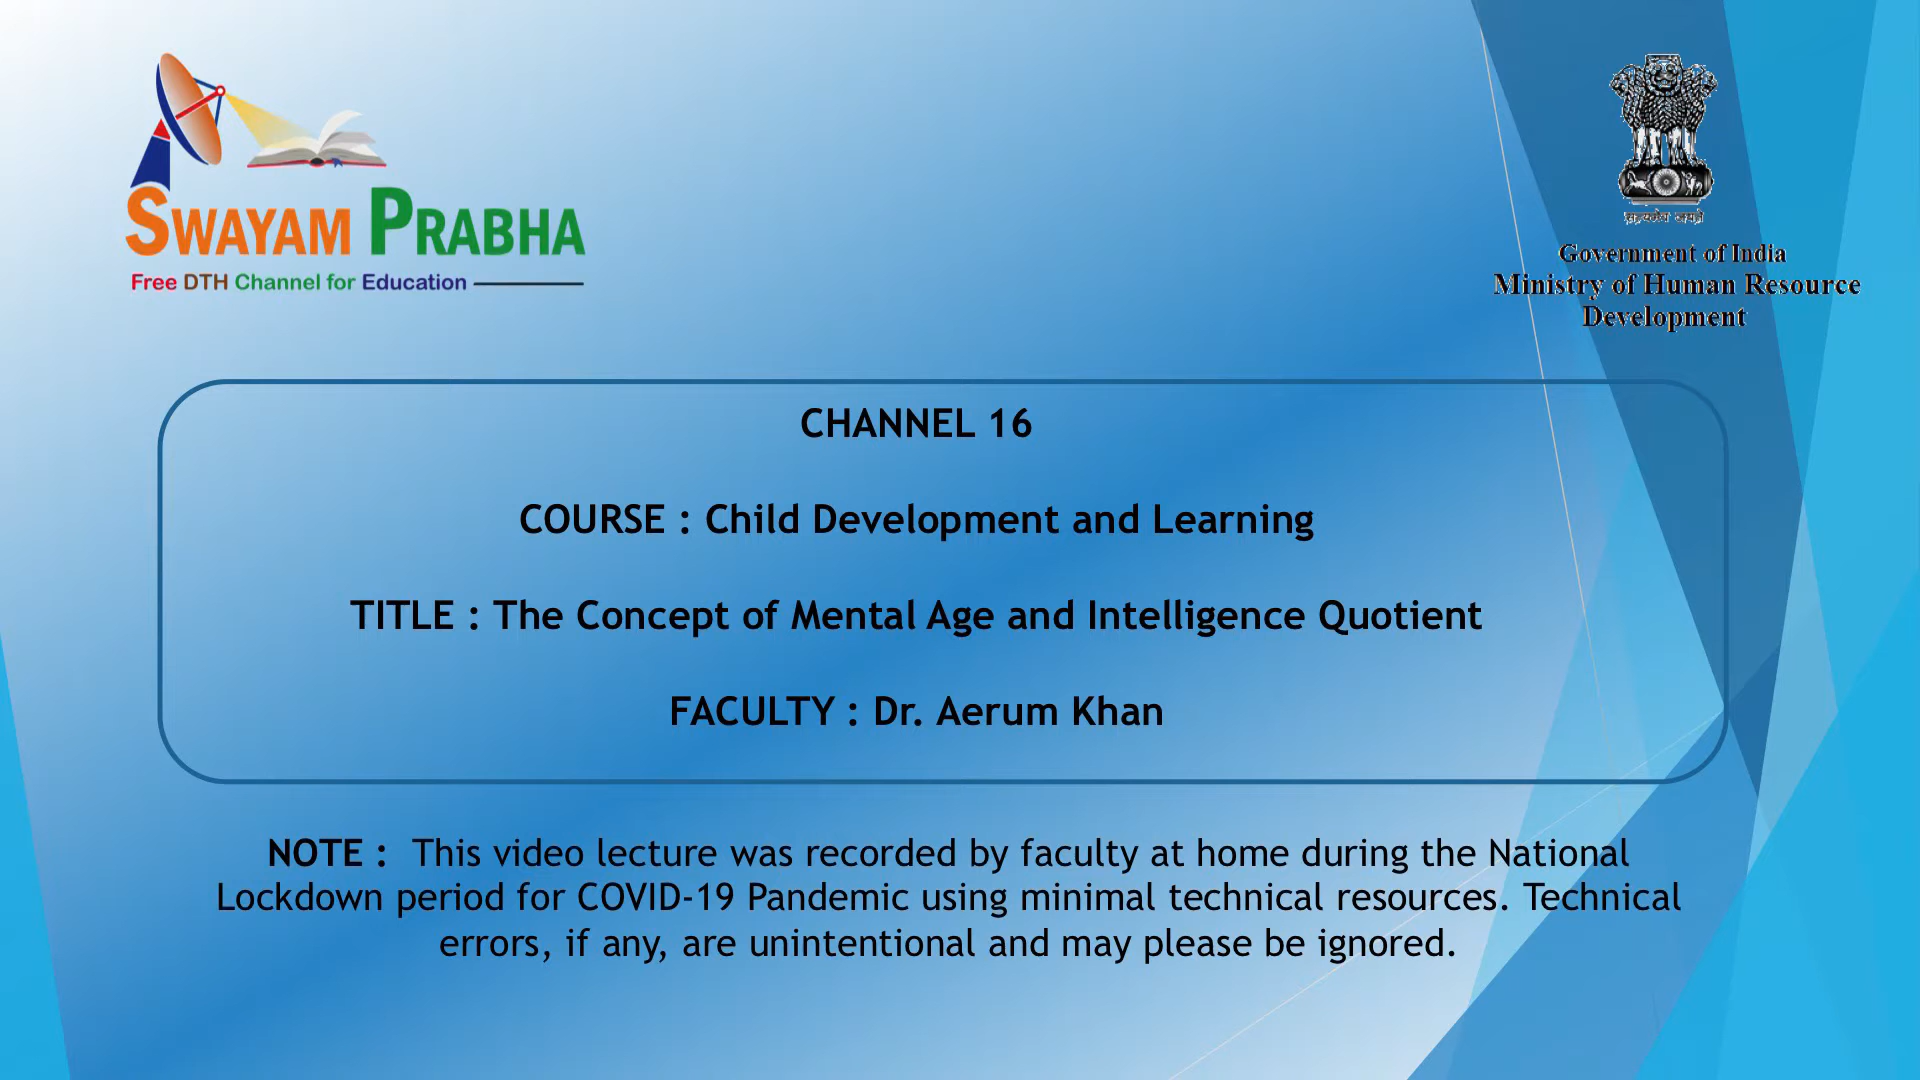 SWAYAM PRABHA
Free DTH Channel for Education
सत्यमेव जयते
Government of India
Ministry of Human Resource
Development
CHANNEL 16
COURSE : Child Development and Learning
TITLE : The Concept of Mental Age and Intelligence Quotient
FACULTY : Dr. Aerum Khan
NOTE : This video lecture was recorded by faculty at home during the National
Lockdown period for COVID-19 Pandemic using minimal technical resources. Technical
errors, if any, are unintentional and may please be ignored.